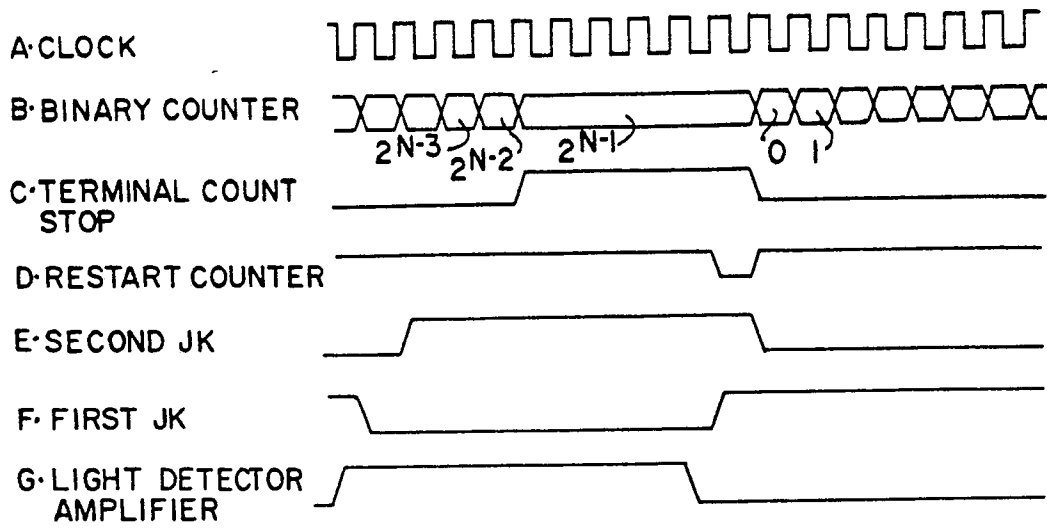 A·CLOCK
B·BINARY COUNTER
2N-3 2N-2 2N-1 0 1
C·TERMINAL COUNT
STOP
D·RESTART COUNTER
E·SECOND JK
F·FIRST JK
G·LIGHT DETECTOR
AMPLIFIER